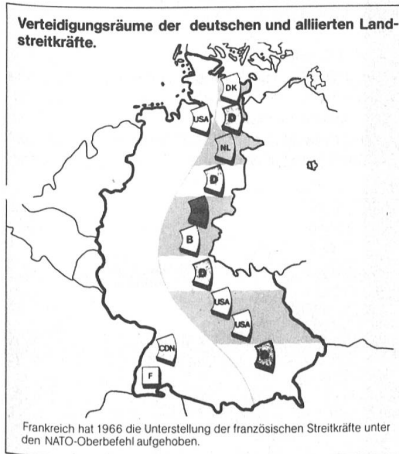 Verteidigungsräume der deutschen und alliierten Land-
streitkräfte.
DK
USA
D
NL
D
B
D
USA
USA
CDN
F
Frankreich hat 1966 die Unterstellung der französischen Streitkräfte unter
den NATO-Oberbefehl aufgehoben.